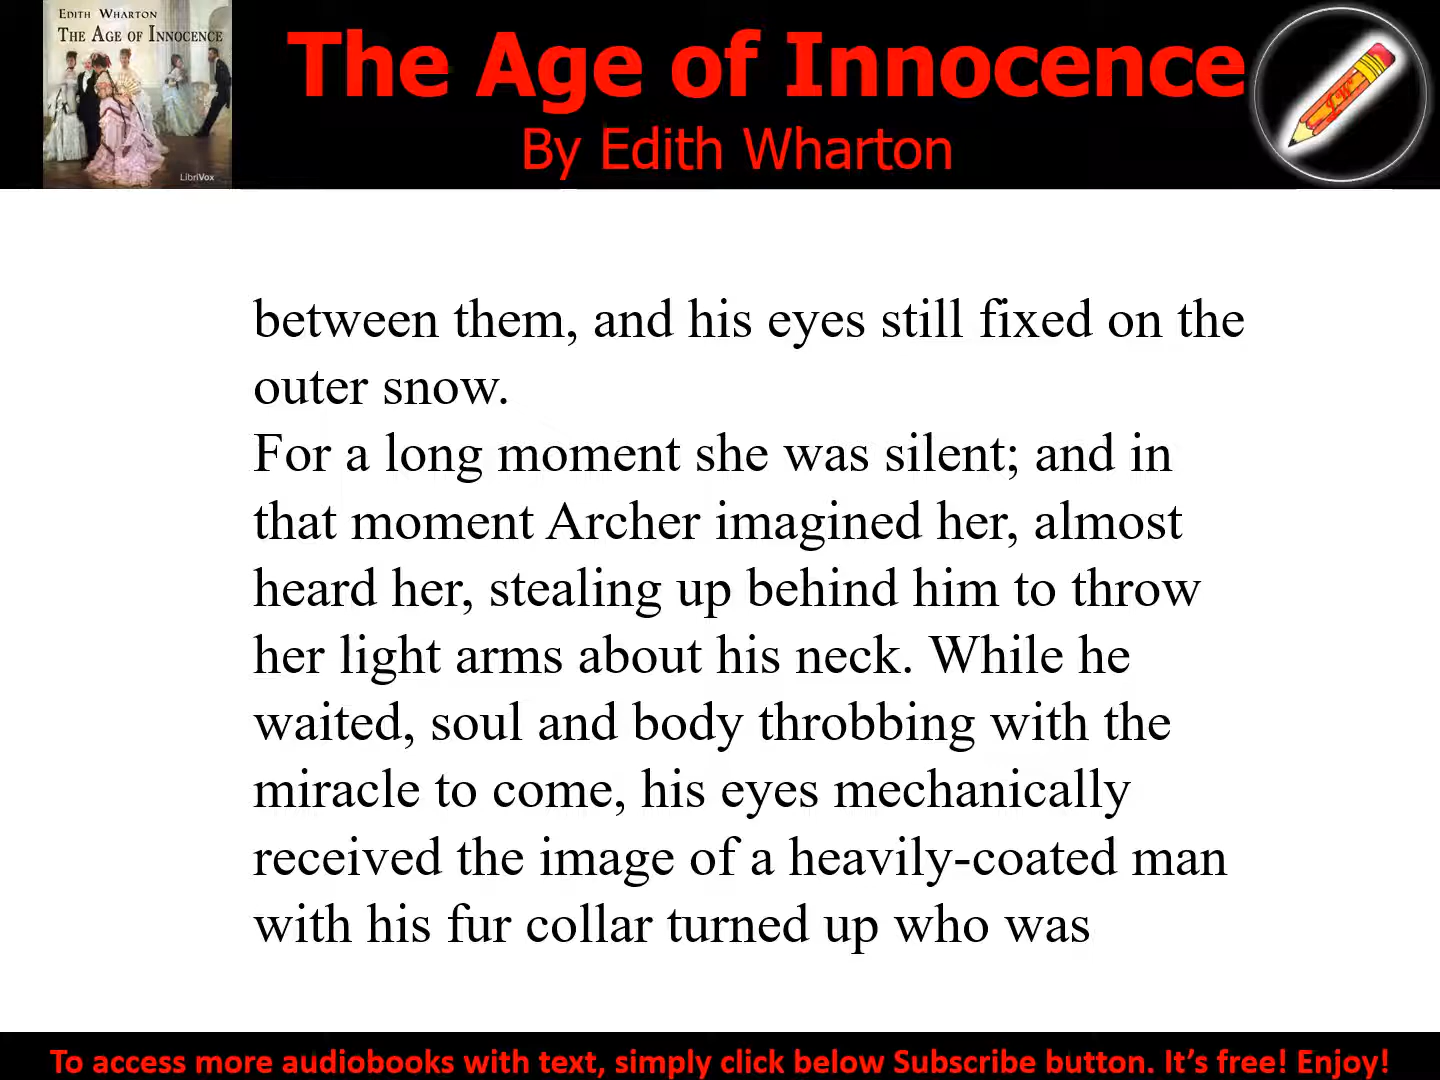 EDITH WHARTON
THE AGE OF INNOCENCE
LibriVox
The Age of Innocence
By Edith Wharton
between them, and his eyes still fixed on the
outer snow.
For a long moment she was silent; and in
that moment Archer imagined her, almost
heard her, stealing up behind him to throw
her light arms about his neck. While he
waited, soul and body throbbing with the
miracle to come, his eyes mechanically
received the image of a heavily-coated man
with his fur collar turned up who was
To access more audiobooks with text, simply click below Subscribe button. It’s free! Enjoy!